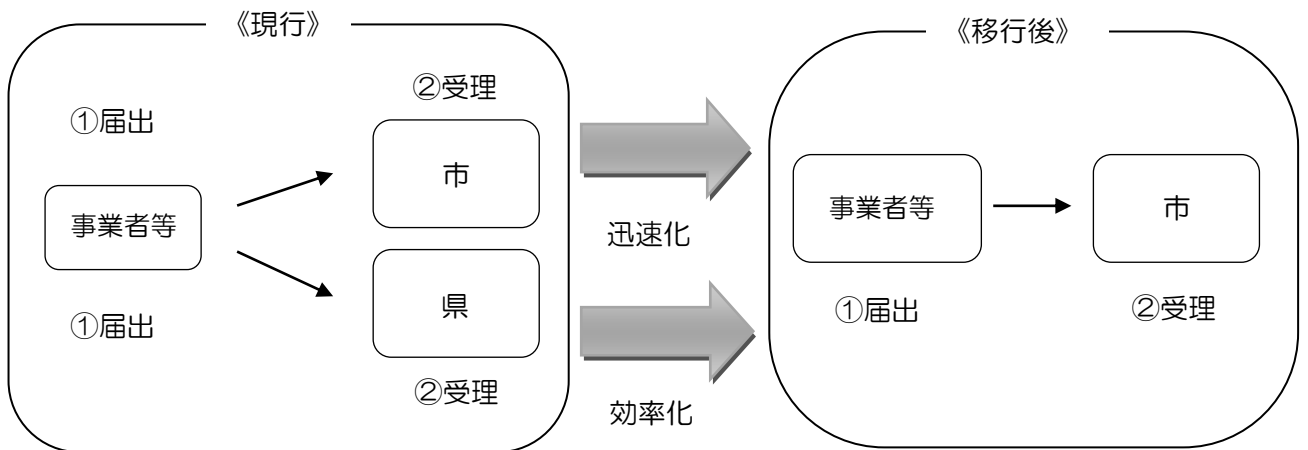 《現行》
①届出
②受理
市
事業者等
県
①届出
②受理
迅速化
効率化
《移行後》
事業者等
市
①届出
②受理